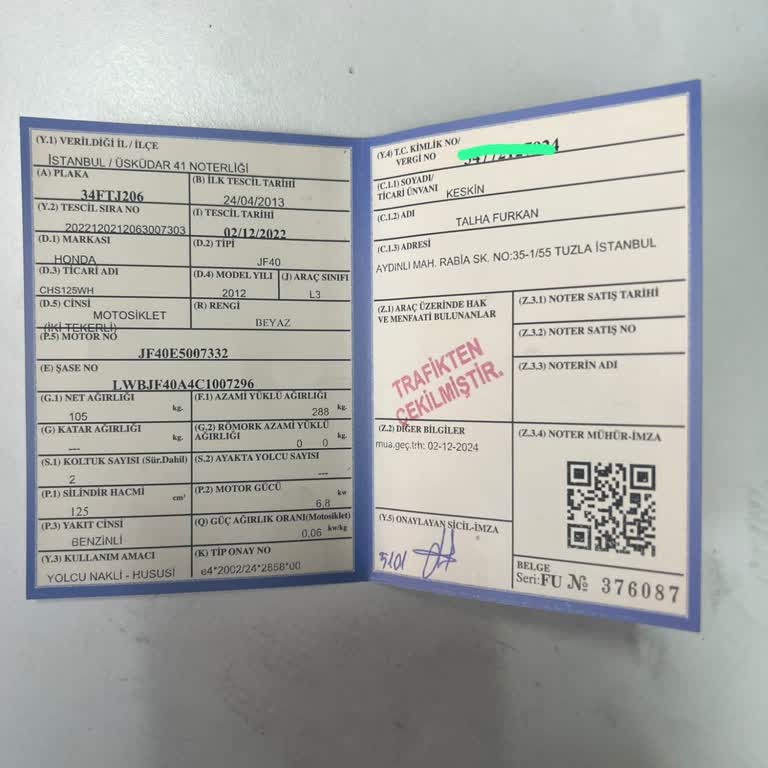 (Y.1) VERİLDİĞİ İL / İLÇE
İSTANBUL / ÜSKÜDAR 41 NOTERLİĞİ
(A) PLAKA
34FTJ206
(B) İLK TESCİL TARİHİ
24/04/2013
(Y.2) TESCİL SIRA NO
2022120212063007303
(I) TESCİL TARİHİ
02/12/2022
(D.1) MARKASI
HONDA
(D.2) TİPİ
JF40
(D.3) TİCARİ ADI
CHS125WH
(D.4) MODEL YILI
2012
(J) ARAÇ SINIFI
L3
(D.5) CİNSİ
MOTOSİKLET
(İKİ TEKERLİ)
(R) RENGİ
BEYAZ
(P.5) MOTOR NO
JF40E5007332
(E) ŞASE NO
LWBJF40A4C1007296
(G.1) NET AĞIRLIĞI
105 kg.
(F.1) AZAMİ YÜKLÜ AĞIRLIĞI
288 kg.
(G) KATAR AĞIRLIĞI
--- kg.
(G.2) RÖMORK AZAMİ YÜKLÜ
AĞIRLIĞI
0 0 kg.
(S.1) KOLTUK SAYISI (Sür.Dahil)
2
(S.2) AYAKTA YOLCU SAYISI
---
(P.1) SİLİNDİR HACMİ
125 cm³
(P.2) MOTOR GÜCÜ
6,8 kw
(P.3) YAKIT CİNSİ
BENZİNLİ
(Q) GÜÇ AĞIRLIK ORANI(Motosiklet)
0,06 kw/kg
(Y.3) KULLANIM AMACI
YOLCU NAKLİ - HUSUSİ
(K) TİP ONAY NO
e4*2002/24*2658*00
(Y.4) T.C. KİMLİK NO/
VERGİ NO
(C.1.1) SOYADI/
TİCARİ ÜNVANI
KESKİN
(C.1.2) ADI
TALHA FURKAN
(C.1.3) ADRESİ
AYDINLI MAH. RABİA SK. NO:35-1/55 TUZLA İSTANBUL
(Z.1) ARAÇ ÜZERİNDE HAK
VE MENFAATİ BULUNANLAR
TRAFİKTEN
ÇEKİLMİŞTİR.
(Z.2) DİĞER BİLGİLER
mua.geç.trh: 02-12-2024
(Y.5) ONAYLAYAN SİCİL-İMZA
5101
(Z.3.1) NOTER SATIŞ TARİHİ
(Z.3.2) NOTER SATIŞ NO
(Z.3.3) NOTERİN ADI
(Z.3.4) NOTER MÜHÜR-İMZA
BELGE
Seri:FU № 376087